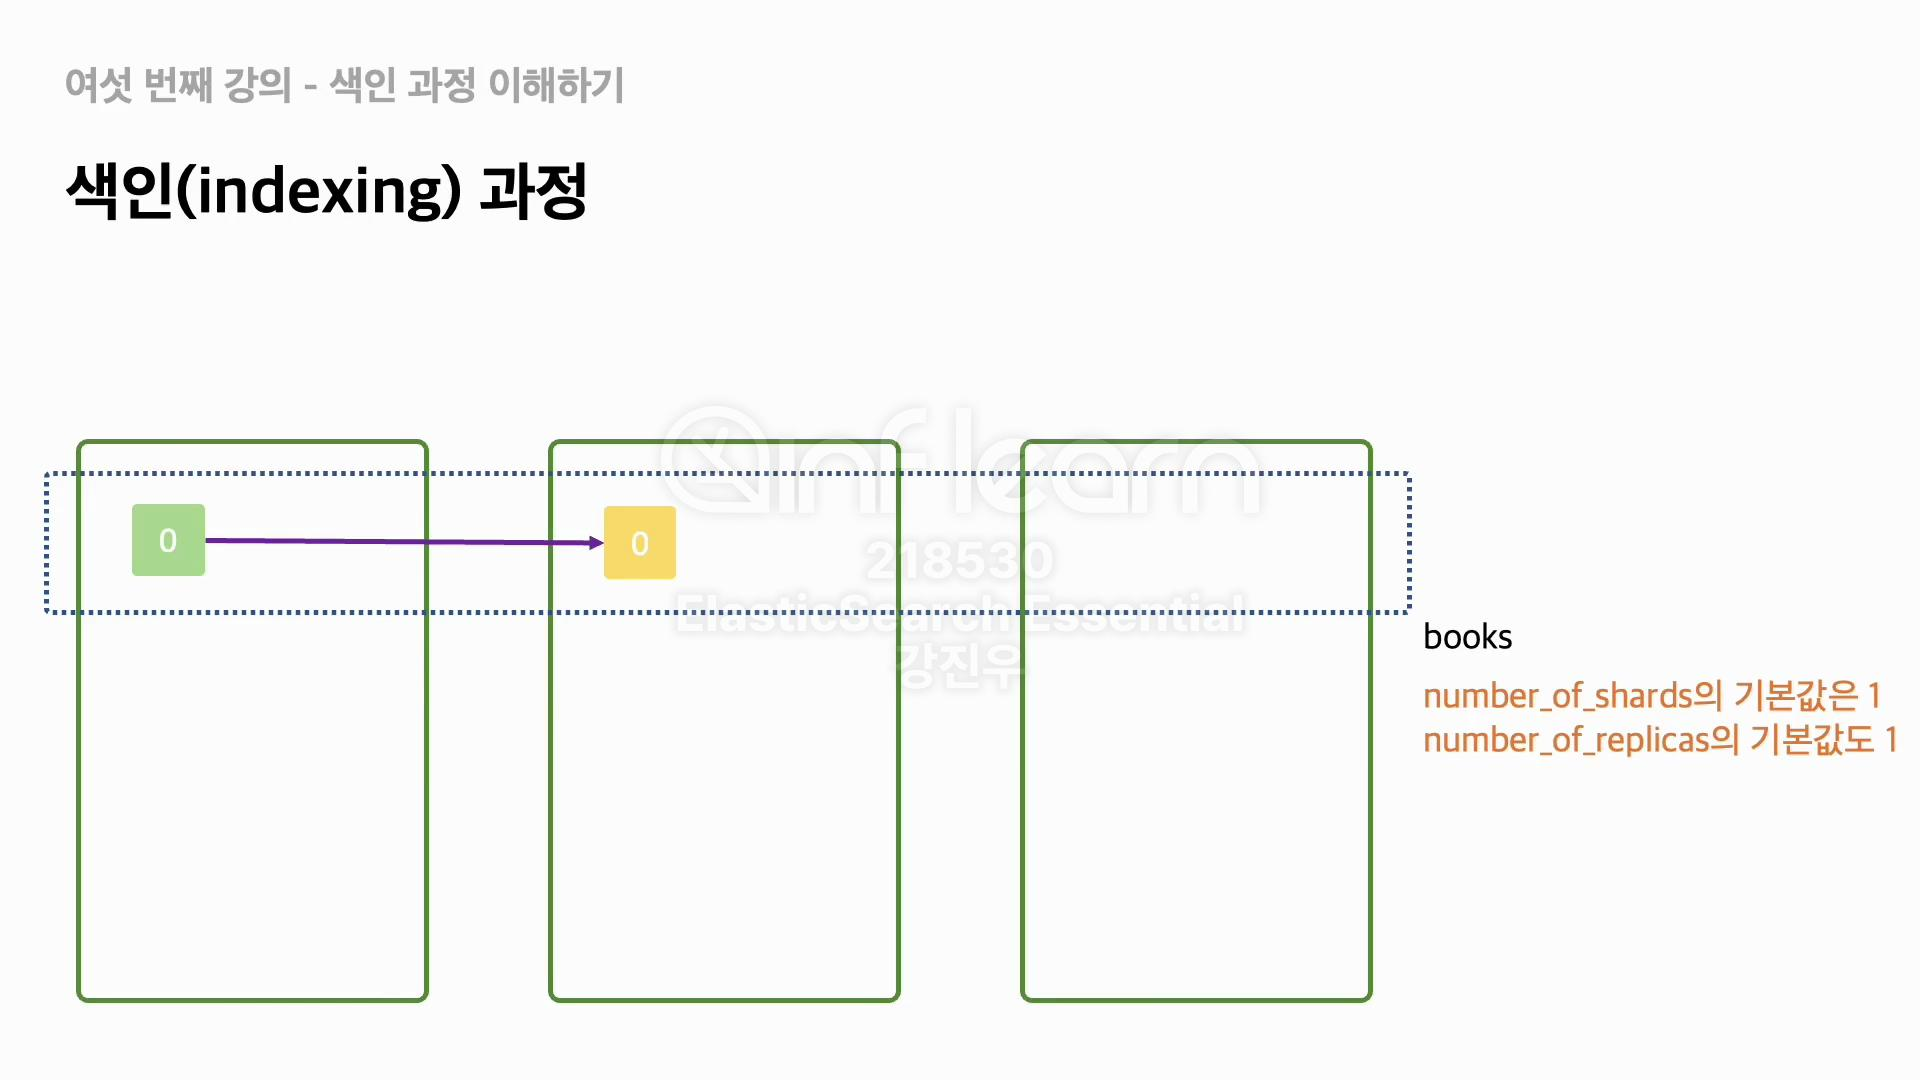 여섯 번째 강의 - 색인 과정 이해하기
색인(indexing) 과정
inflearn
0
0
218530
ElasticSearch Essential
강진우
books
number_of_shards의 기본값은 1
number_of_replicas의 기본값도 1